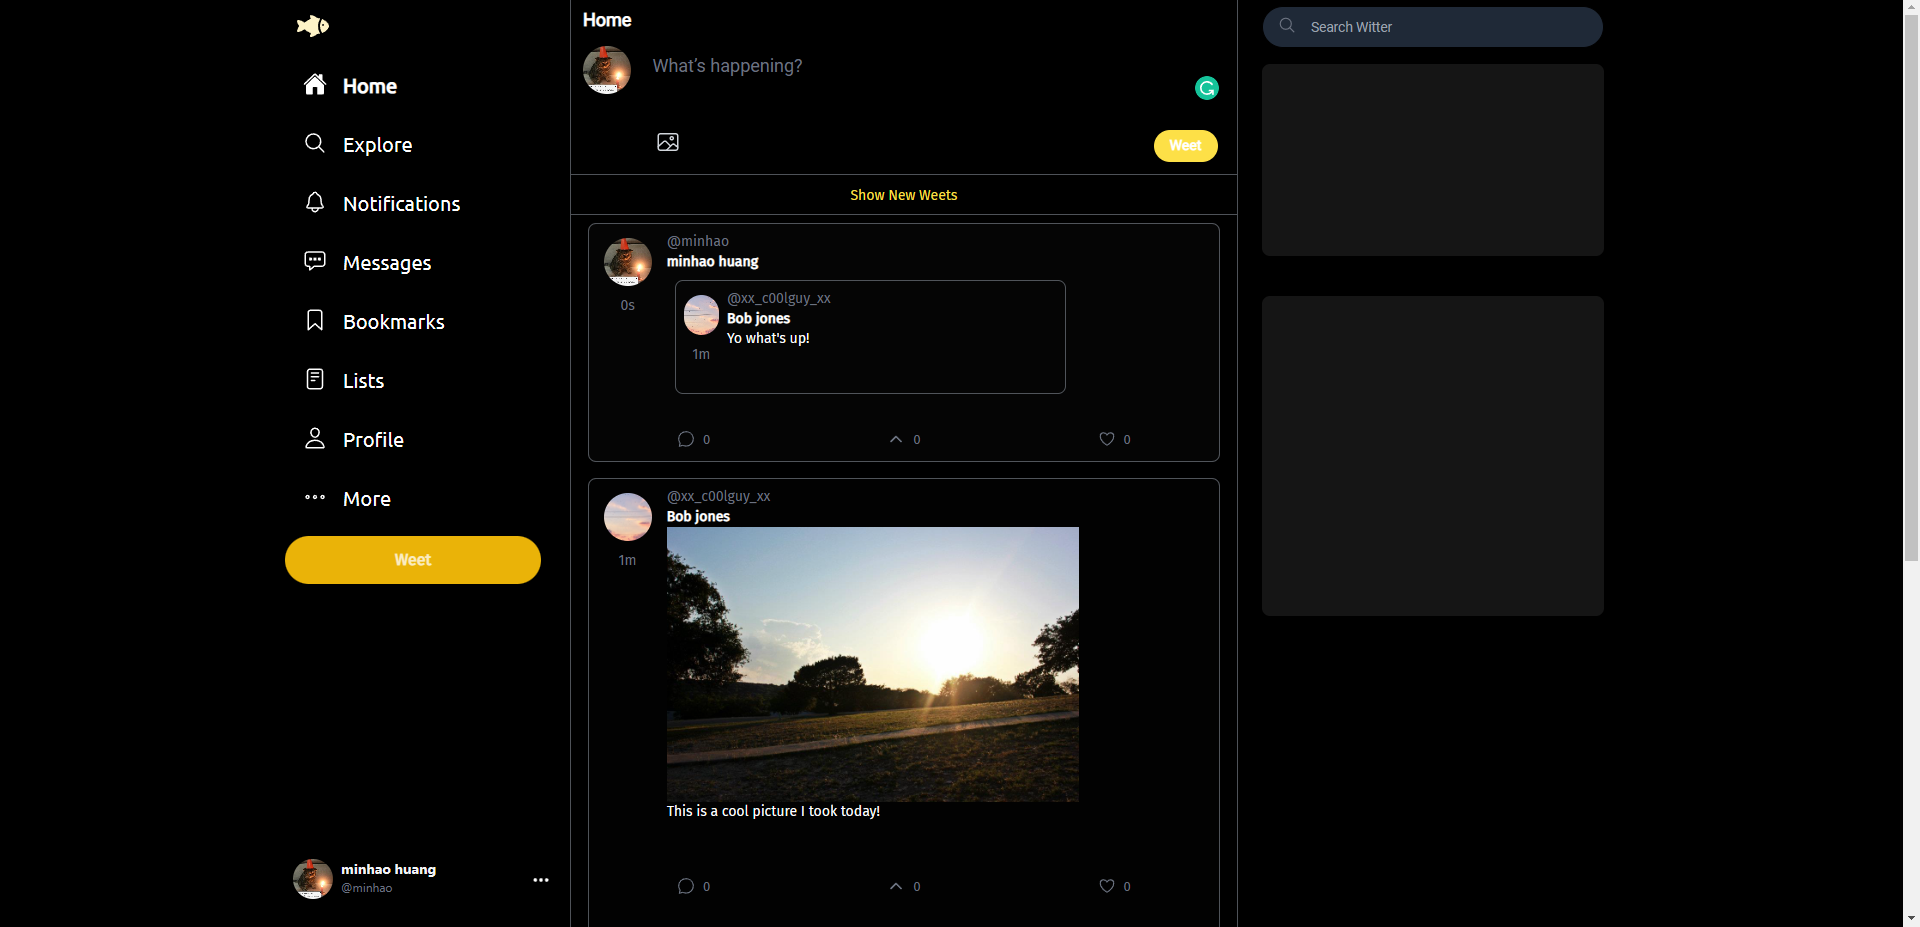 Home
Explore
Notifications
Messages
Bookmarks
Lists
Profile
More
Weet
minhao huang
@minhao
Home
What's happening?
Weet
Show New Weets
@minhao
minhao huang
0s
@xx_c00lguy_xx
Bob jones
Yo what's up!
1m
0
0
0
@xx_c00lguy_xx
Bob jones
1m
This is a cool picture I took today!
0
0
0
Search Witter